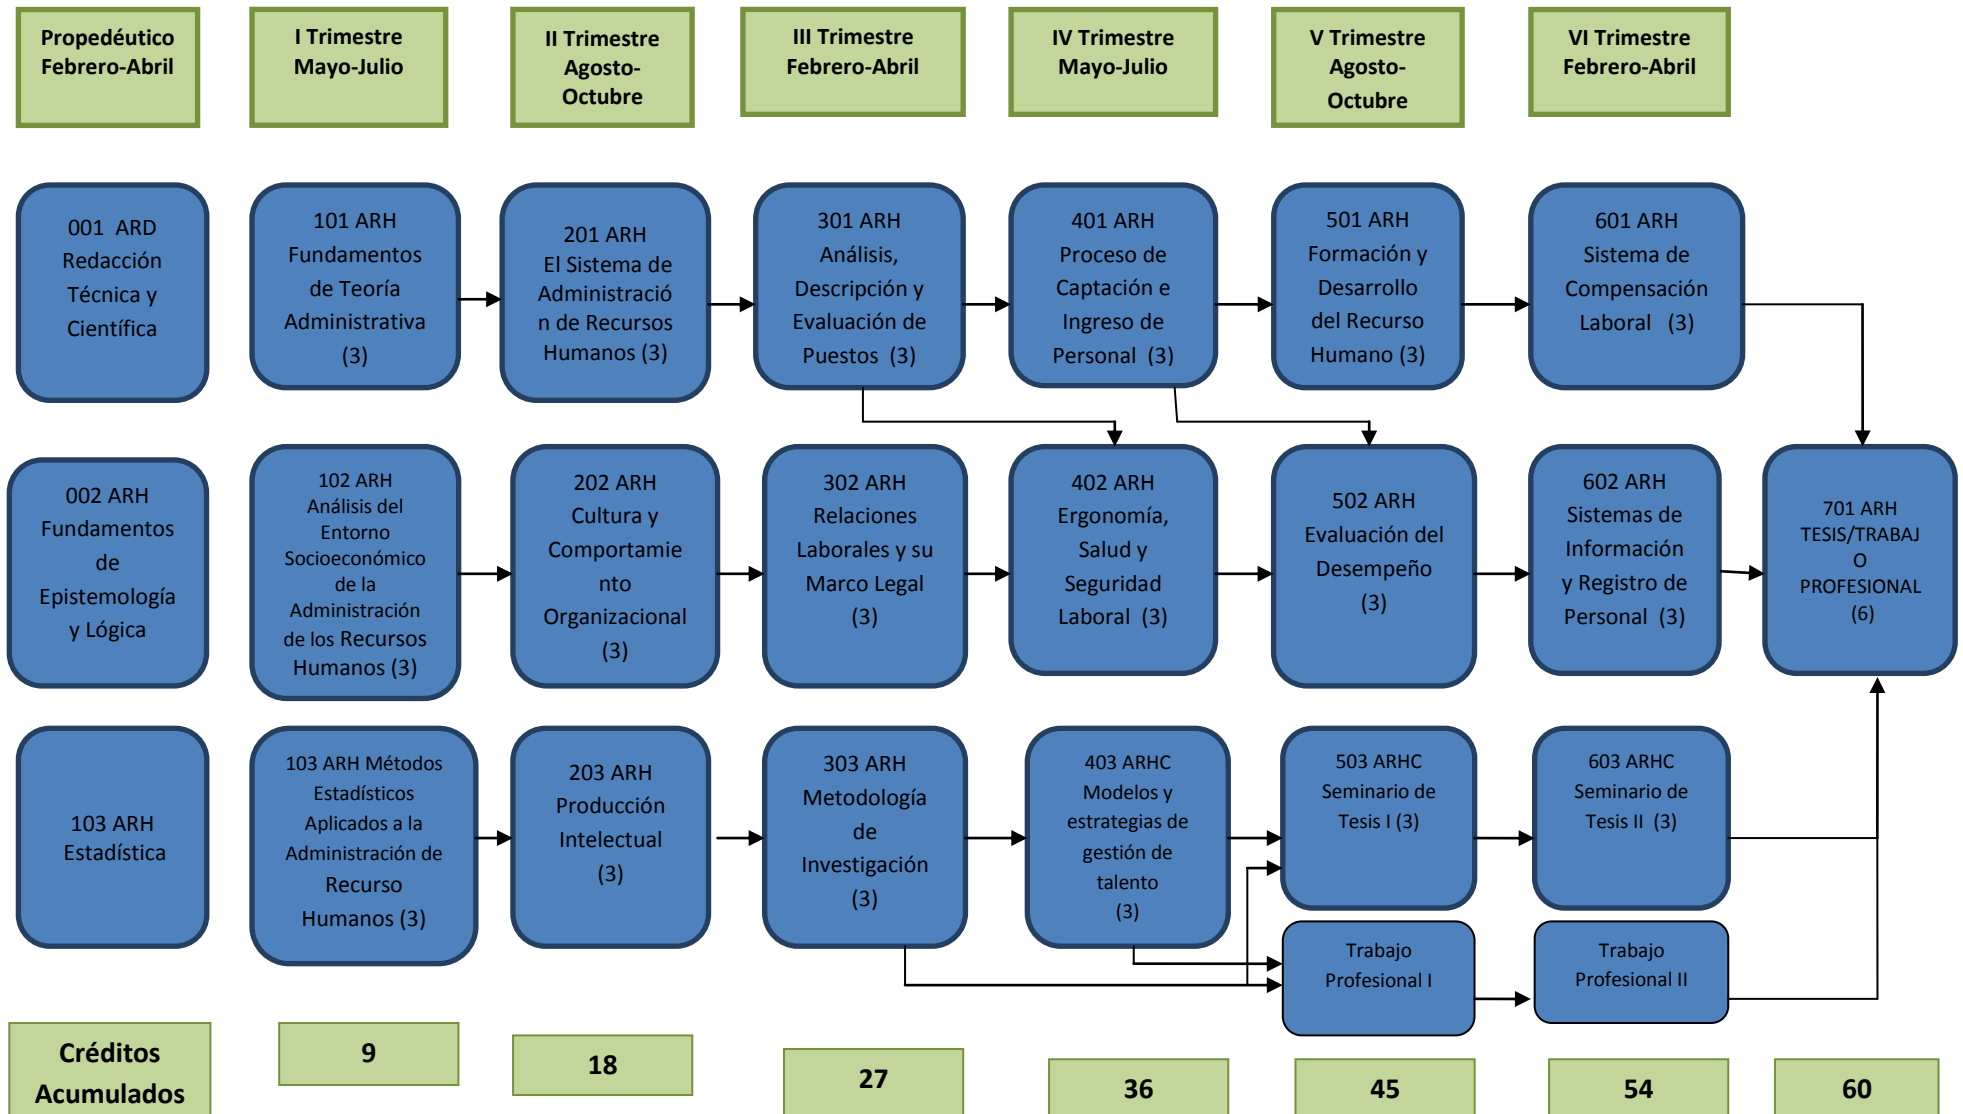 Propedéutico
Febrero-Abril
I Trimestre
Mayo-Julio
II Trimestre
Agosto-
Octubre
III Trimestre
Febrero-Abril
IV Trimestre
Mayo-Julio
V Trimestre
Agosto-
Octubre
VI Trimestre
Febrero-Abril
001 ARD
Redacción
Técnica y
Científica
101 ARH
Fundamentos
de Teoría
Administrativa
(3)
201 ARH
El Sistema de
Administració
n de Recursos
Humanos (3)
301 ARH
Análisis,
Descripción y
Evaluación de
Puestos (3)
401 ARH
Proceso de
Captación e
Ingreso de
Personal (3)
501 ARH
Formación y
Desarrollo
del Recurso
Humano (3)
601 ARH
Sistema de
Compensación
Laboral (3)
002 ARH
Fundamentos
de
Epistemología
y Lógica
102 ARH
Análisis del
Entorno
Socioeconómico
de la
Administración
de los Recursos
Humanos (3)
202 ARH
Cultura y
Comportamie
nto
Organizacional
(3)
302 ARH
Relaciones
Laborales y su
Marco Legal
(3)
402 ARH
Ergonomía,
Salud y
Seguridad
Laboral (3)
502 ARH
Evaluación del
Desempeño
(3)
602 ARH
Sistemas de
Información
y Registro de
Personal (3)
701 ARH
TESIS/TRABAJ
O
PROFESIONAL
(6)
103 ARH
Estadística
103 ARH Métodos
Estadísticos
Aplicados a la
Administración de
Recurso
Humanos (3)
203 ARH
Producción
Intelectual
(3)
303 ARH
Metodología
de
Investigación
(3)
403 ARHC
Modelos y
estrategias de
gestión de
talento
(3)
503 ARHC
Seminario de
Tesis I (3)
603 ARHC
Seminario de
Tesis II (3)
Trabajo
Profesional I
Trabajo
Profesional II
Créditos
Acumulados
9
18
27
36
45
54
60